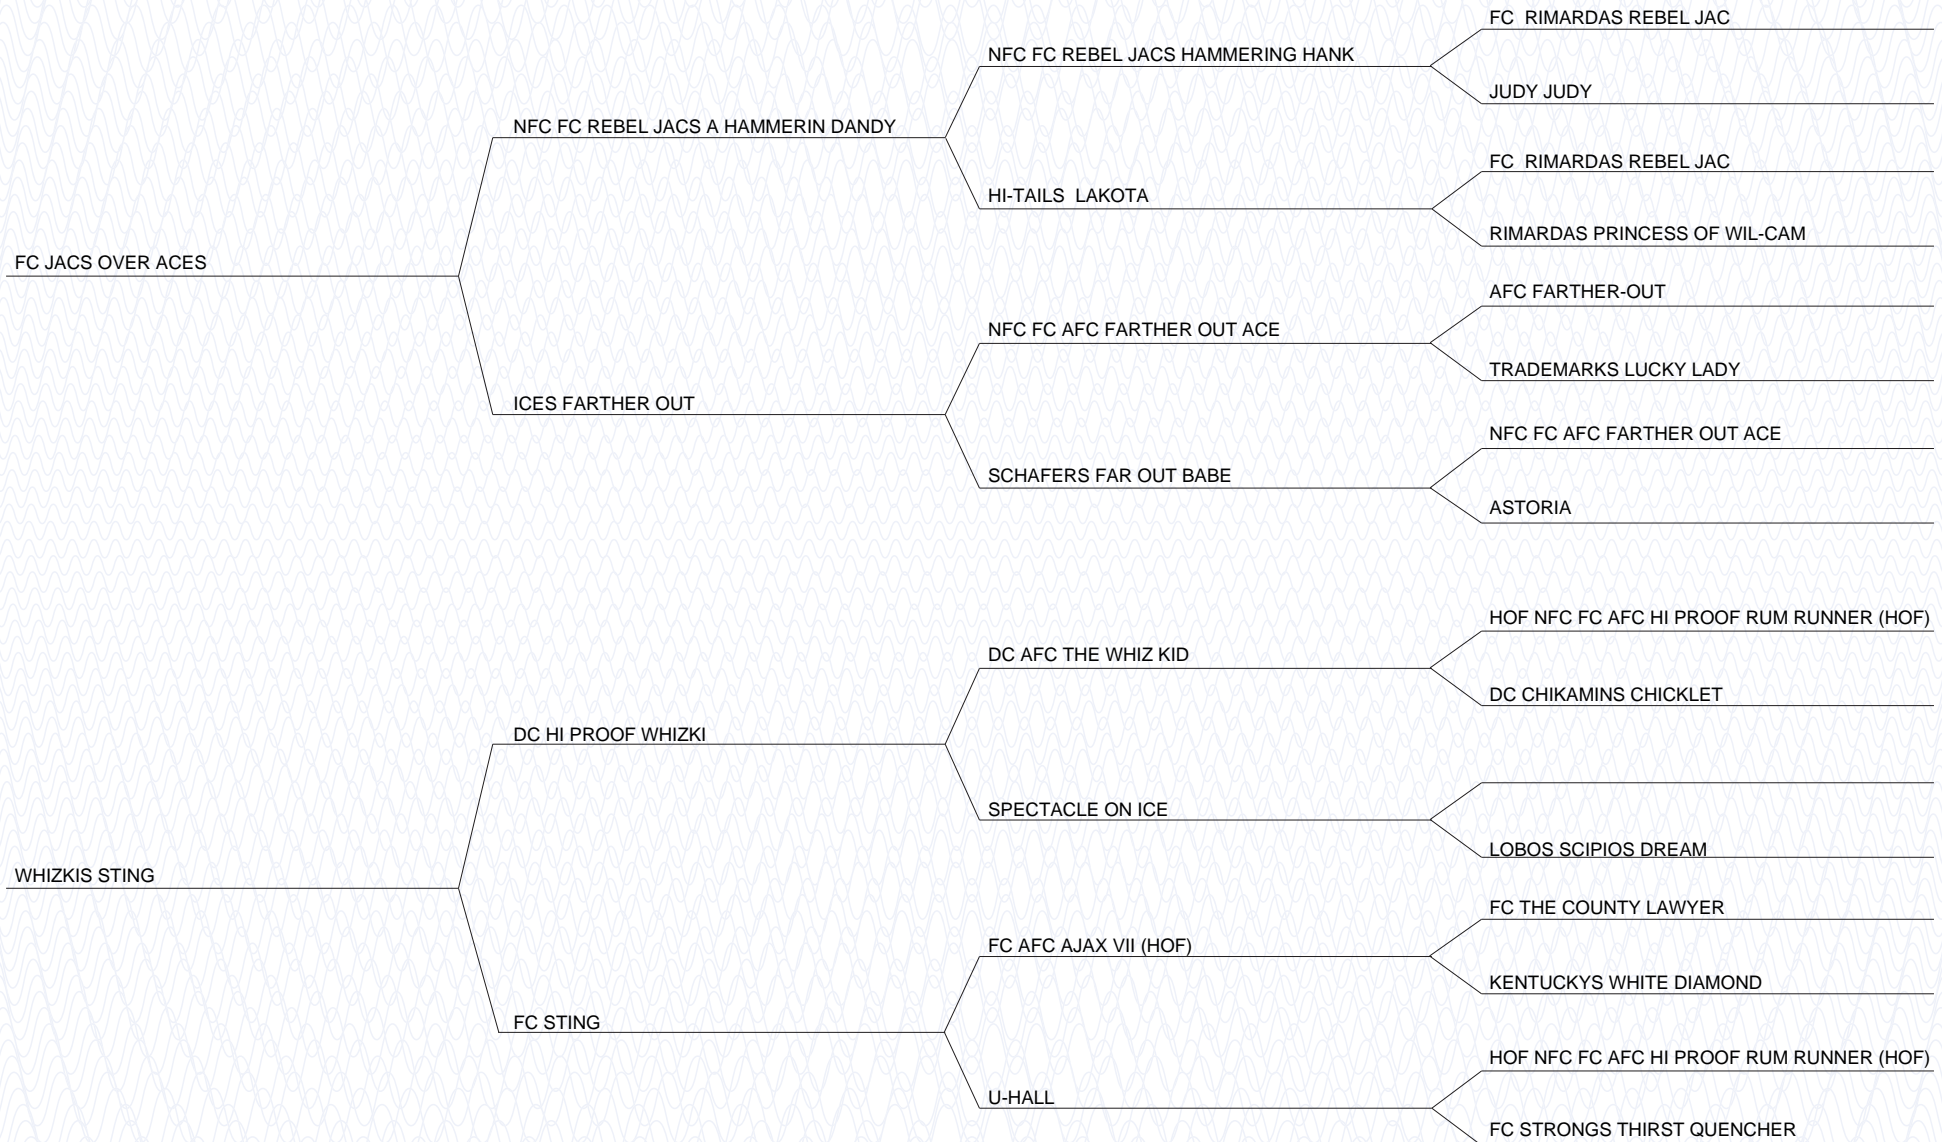 FC  RIMARDAS REBEL JAC
NFC FC REBEL JACS HAMMERING HANK
JUDY JUDY
NFC FC REBEL JACS A HAMMERIN DANDY
FC  RIMARDAS REBEL JAC
HI-TAILS  LAKOTA
RIMARDAS PRINCESS OF WIL-CAM
FC JACS OVER ACES
AFC FARTHER-OUT
NFC FC AFC FARTHER OUT ACE
TRADEMARKS LUCKY LADY
ICES FARTHER OUT
NFC FC AFC FARTHER OUT ACE
SCHAFERS FAR OUT BABE
ASTORIA
HOF NFC FC AFC HI PROOF RUM RUNNER (HOF)
DC AFC THE WHIZ KID
DC CHIKAMINS CHICKLET
DC HI PROOF WHIZKI
SPECTACLE ON ICE
LOBOS SCIPIOS DREAM
WHIZKIS STING
FC THE COUNTY LAWYER
FC AFC AJAX VII (HOF)
KENTUCKYS WHITE DIAMOND
FC STING
HOF NFC FC AFC HI PROOF RUM RUNNER (HOF)
U-HALL
FC STRONGS THIRST QUENCHER